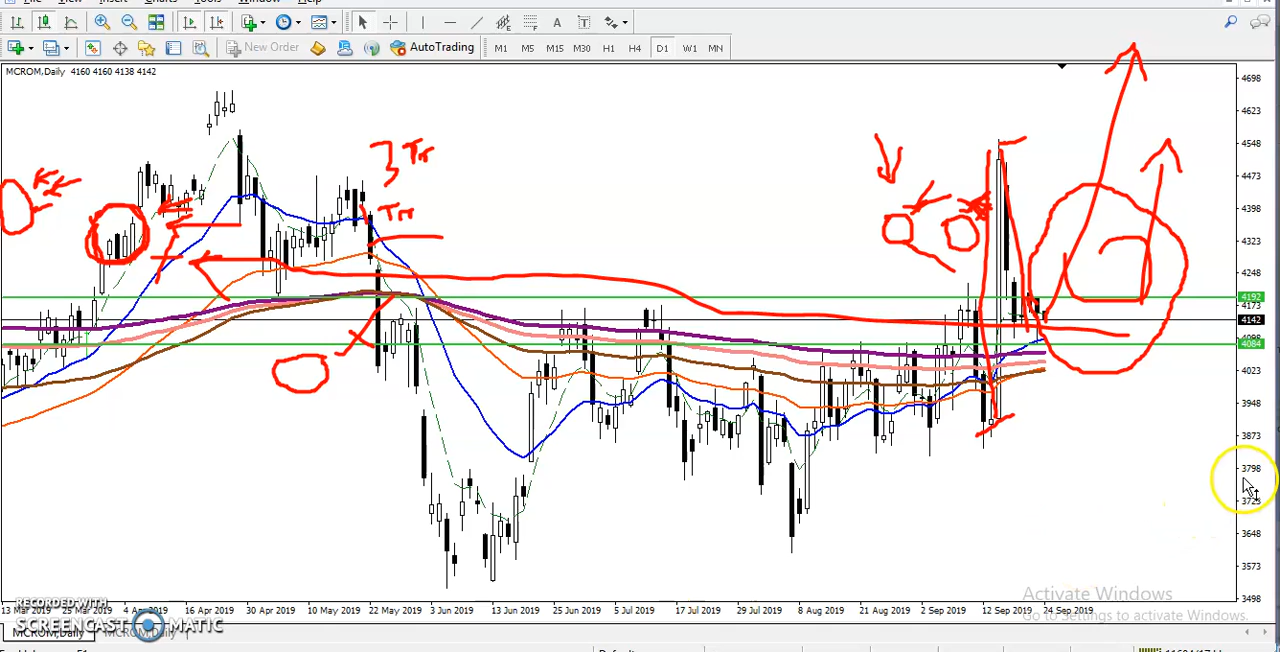 File View Insert Charts Tools Window Help
New Order AutoTrading M1 M5 M15 M30 H1 H4 D1 W1 MN
MCROM,Daily 4160 4160 4138 4142
4698
4623
4548
4473
4398
4323
4248
4192
4173
4142
4084
4023
3948
3873
3798
3723
3648
3573
3498
13 Mar 2019 25 Mar 2019 4 Apr 2019 16 Apr 2019 30 Apr 2019 10 May 2019 22 May 2019 3 Jun 2019 13 Jun 2019 25 Jun 2019 5 Jul 2019 17 Jul 2019 29 Jul 2019 8 Aug 2019 21 Aug 2019 2 Sep 2019 12 Sep 2019 24 Sep 2019
Activate Windows
Go to Settings to activate Windows.
RECORDED WITH
SCREENCAST MATIC
MCROM,Daily MCROM,Daily
Default